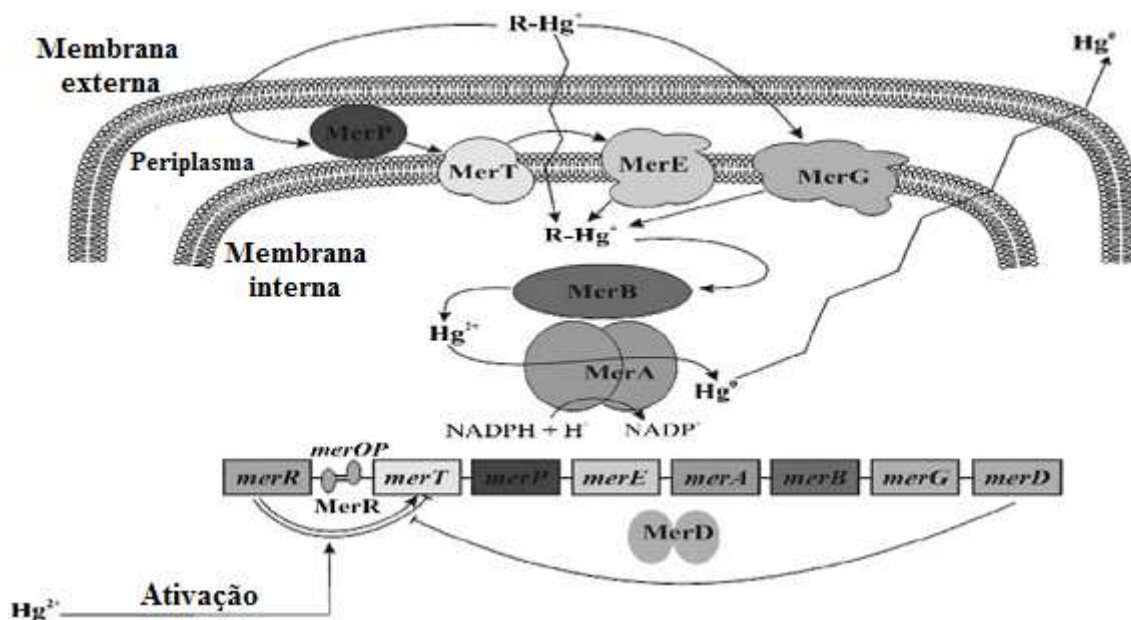 R-Hg⁺
Hg⁰
Membrana
externa
MerP
Periplasma
MerT
MerE
MerG
R-Hg⁺
Membrana
interna
MerB
Hg²⁺
MerA
Hg⁰
NADPH + H⁺
NADP⁺
merOP
merR
merT
merP
merE
merA
merB
merG
merD
MerR
MerD
Ativação
Hg²⁺